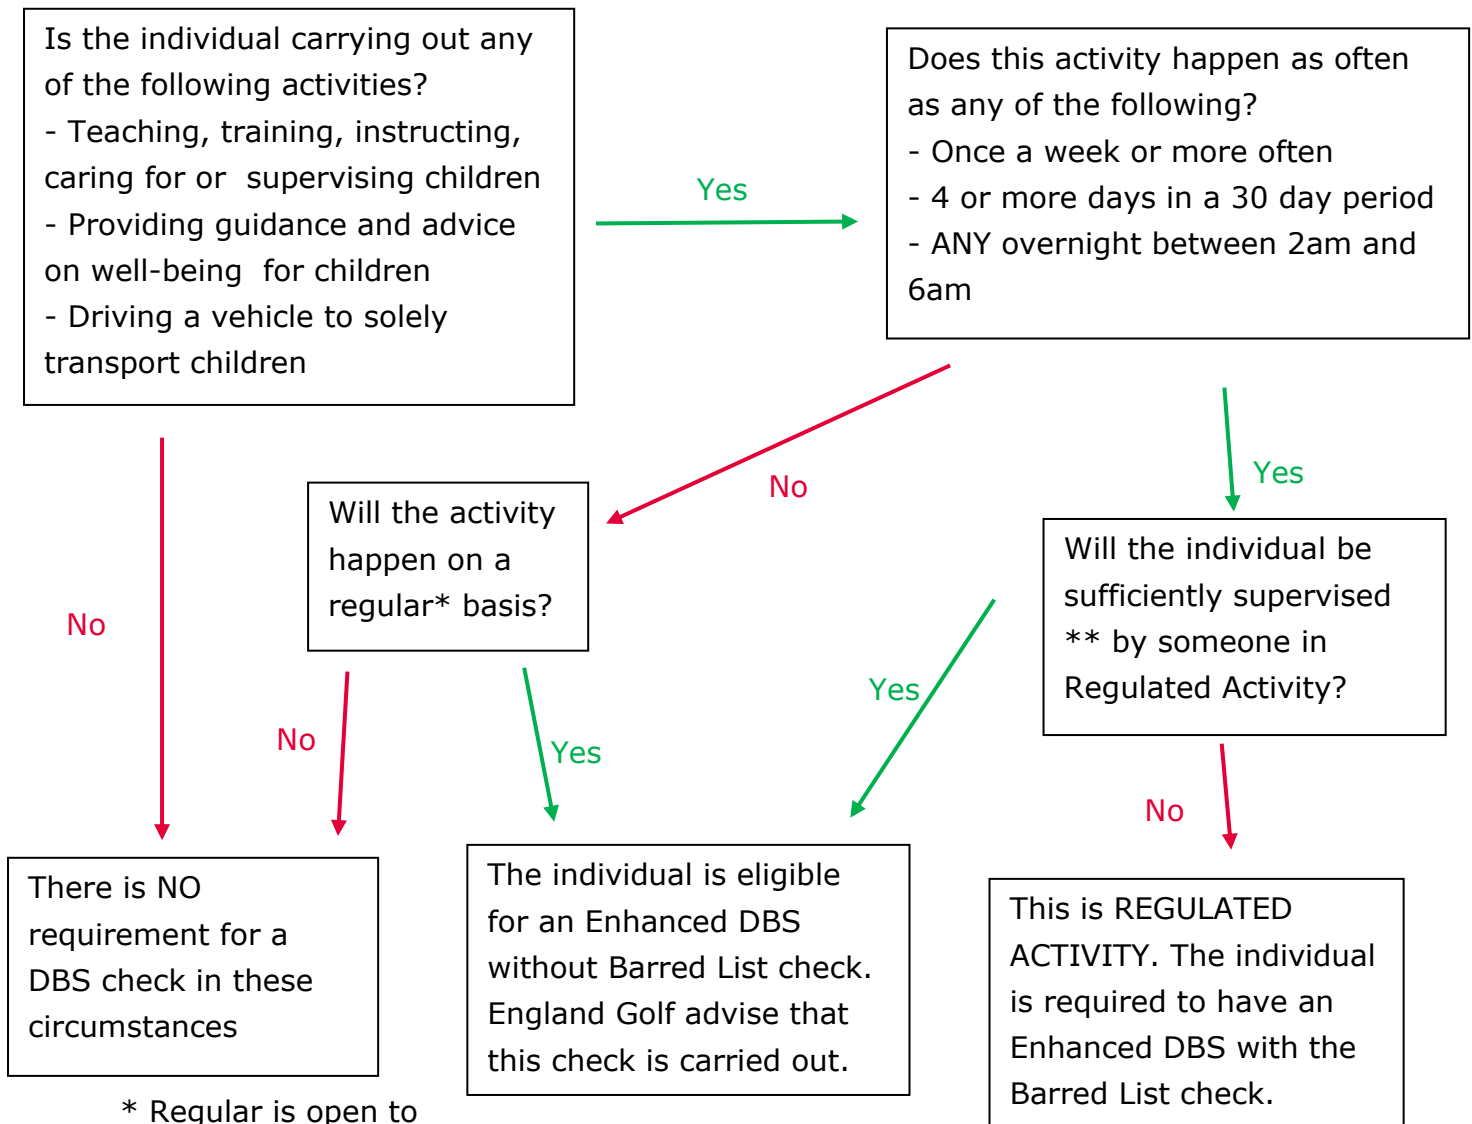 Is the individual carrying out any
of the following activities?
- Teaching, training, instructing,
caring for or  supervising children
- Providing guidance and advice
on well-being  for children
- Driving a vehicle to solely
transport children
Yes
Does this activity happen as often
as any of the following?
- Once a week or more often
- 4 or more days in a 30 day period
- ANY overnight between 2am and
6am
No
No
Yes
Will the activity
happen on a
regular* basis?
Will the individual be
sufficiently supervised
** by someone in
Regulated Activity?
No
Yes
Yes
No
There is NO
requirement for a
DBS check in these
circumstances
The individual is eligible
for an Enhanced DBS
without Barred List check.
England Golf advise that
this check is carried out.
This is REGULATED
ACTIVITY. The individual
is required to have an
Enhanced DBS with the
Barred List check.
* Regular is open to